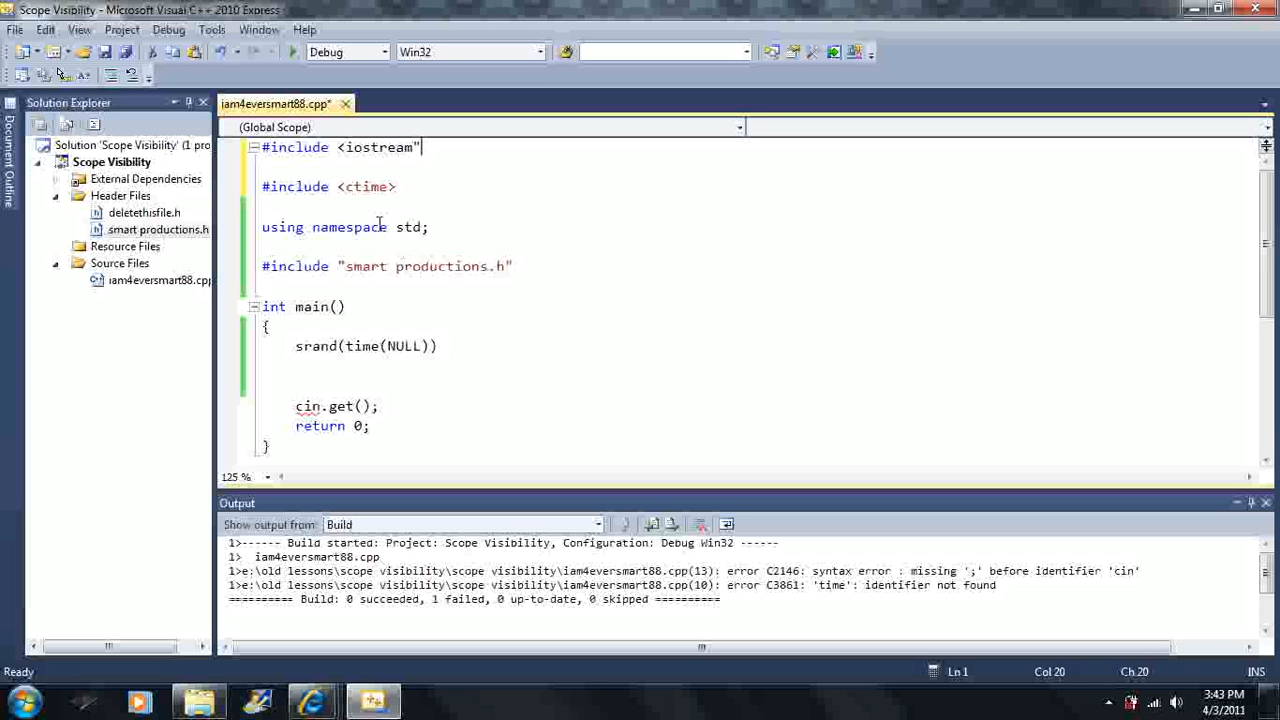 Scope Visibility - Microsoft Visual C++ 2010 Express
File Edit View Project Debug Tools Window Help
Debug Win32
Solution Explorer
iam4eversmart88.cpp*
Document Outline
(Global Scope)
Solution 'Scope Visibility' (1 pro
Scope Visibility
External Dependencies
Header Files
deletethisfile.h
smart productions.h
Resource Files
Source Files
iam4eversmart88.cpp
#include <iostream"
#include <ctime>
using namespace std;
#include "smart productions.h"
int main()
{
srand(time(NULL))
cin.get();
return 0;
}
125 %
Output
Show output from: Build
1>------ Build started: Project: Scope Visibility, Configuration: Debug Win32 ------
1> iam4eversmart88.cpp
1>e:\old lessons\scope visibility\scope visibility\iam4eversmart88.cpp(13): error C2146: syntax error : missing ';' before identifier 'cin'
1>e:\old lessons\scope visibility\scope visibility\iam4eversmart88.cpp(10): error C3861: 'time': identifier not found
========== Build: 0 succeeded, 1 failed, 0 up-to-date, 0 skipped ==========
Ready Ln 1 Col 20 Ch 20 INS
3:43 PM
4/3/2011